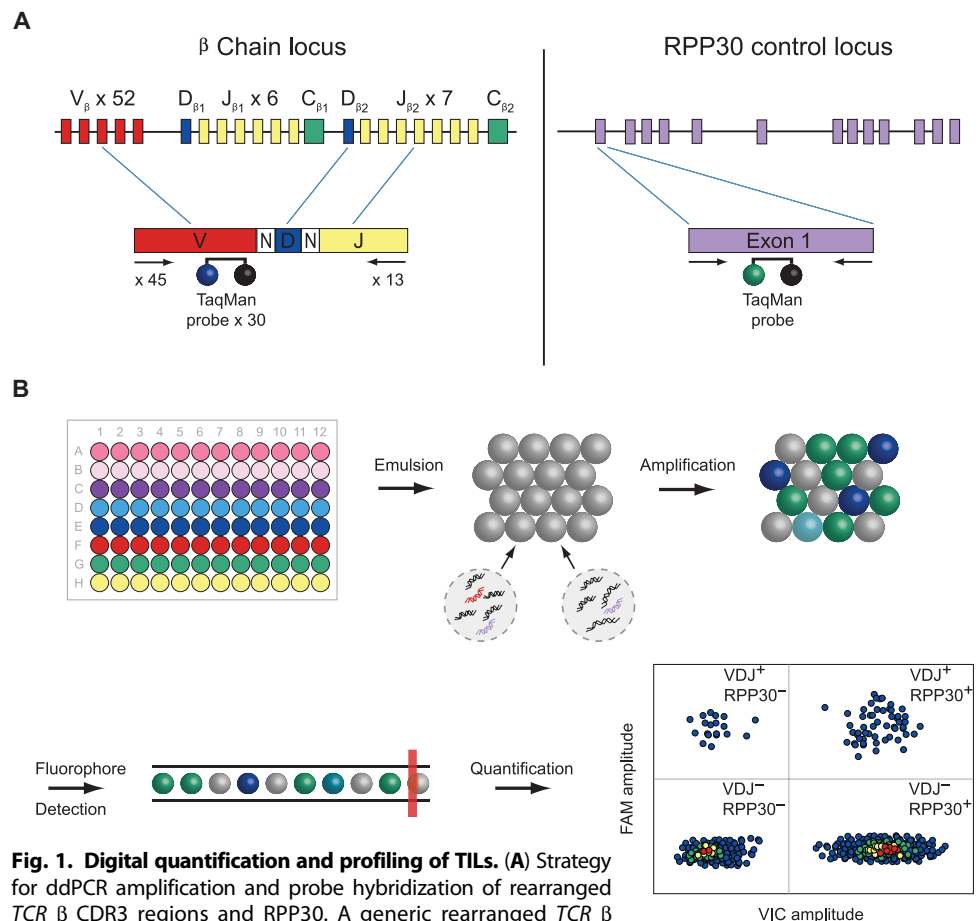 A
β Chain locus
RPP30 control locus
Vβ x 52
Dβ1
Jβ1 x 6
Cβ1
Dβ2
Jβ2 x 7
Cβ2
V N D N J
x 45
x 13
TaqMan
probe x 30
Exon 1
TaqMan
probe
B
1 2 3 4 5 6 7 8 9 10 11 12
A
B
C
D
E
F
G
H
Emulsion
Amplification
Fluorophore
Detection
Quantification
FAM amplitude
VDJ+
RPP30−
VDJ+
RPP30+
VDJ−
RPP30−
VDJ−
RPP30+
VIC amplitude
Fig. 1. Digital quantification and profiling of TILs. (A) Strategy
for ddPCR amplification and probe hybridization of rearranged
TCR β CDR3 regions and RPP30. A generic rearranged TCR β